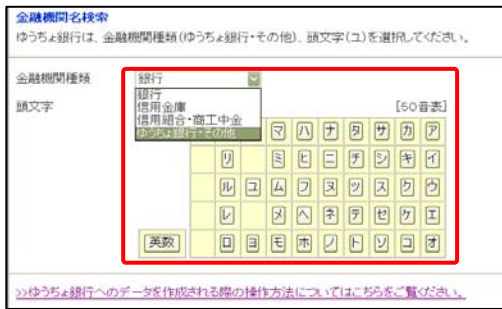 金融機関名検索
ゆうちょ銀行は、金融機関種類(ゆうちょ銀行・その他)、頭文字(ユ)を選択してください。
金融機関種類 銀行
銀行
頭文字 信用金庫 [50音表]
信用組合・商工中金
ゆうちょ銀行・その他
マ ハ ナ タ サ カ ア
リ ミ ヒ ニ チ シ キ イ
ル ユ ム フ ヌ ツ ス ク ウ
レ メ ヘ ネ テ セ ケ エ
英数 ロ ヨ モ ホ ノ ト ソ コ オ
>>ゆうちょ銀行へのデータを作成される際の操作方法についてはこちらをご覧ください。